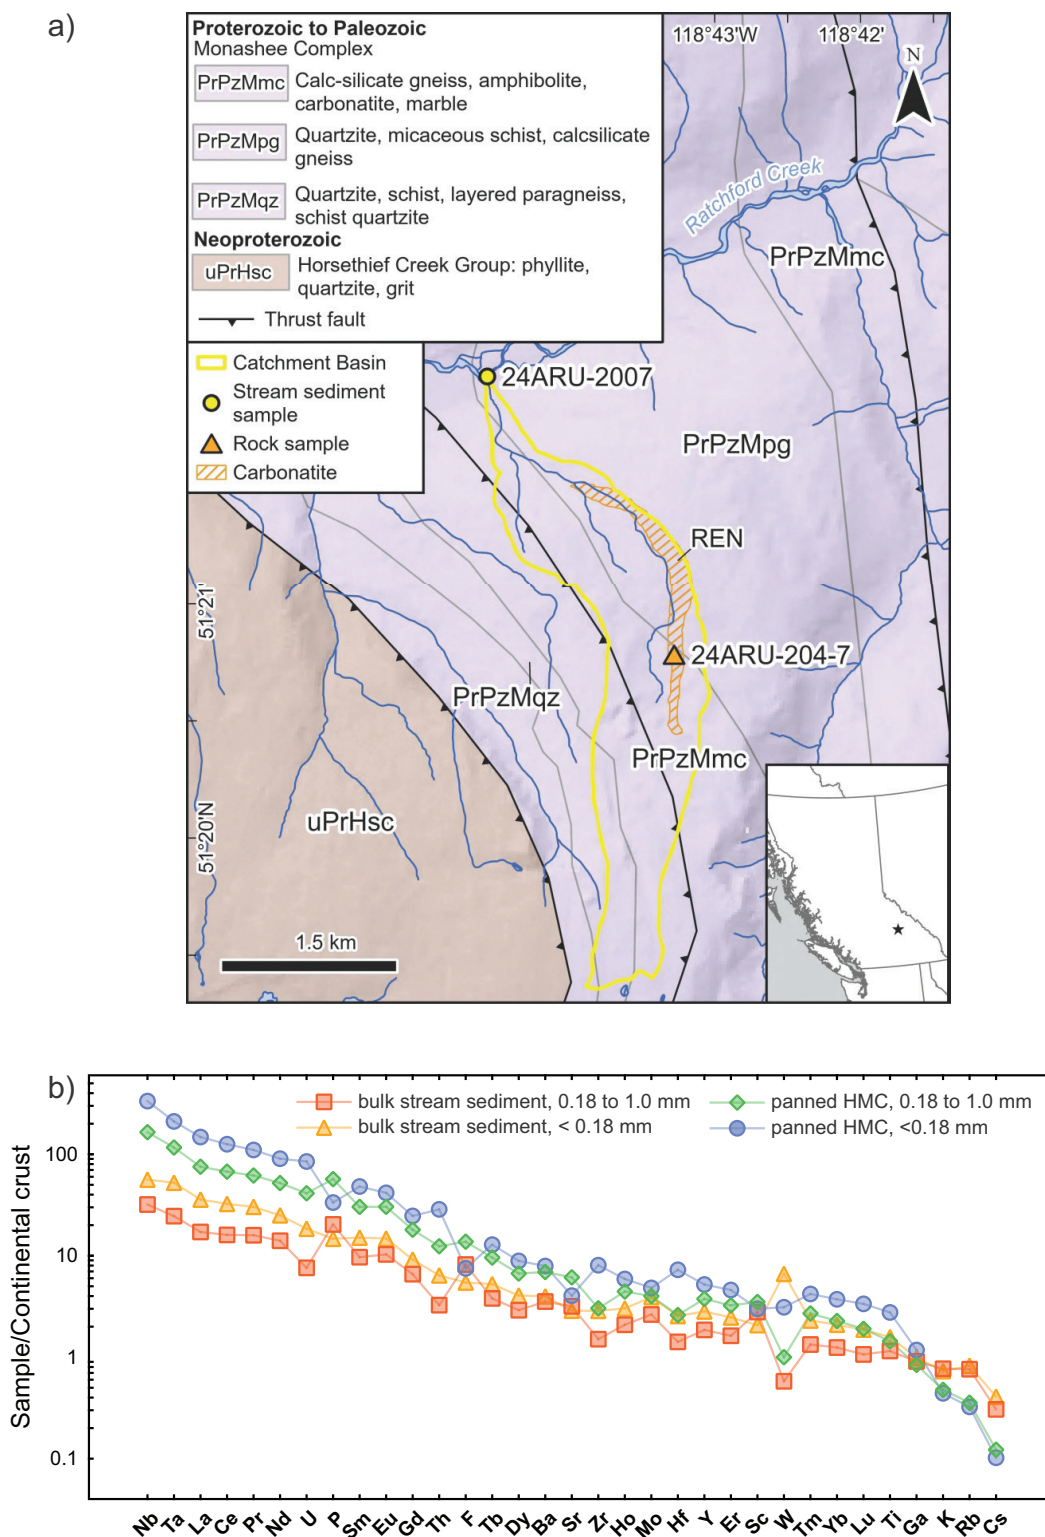 a)
Proterozoic to Paleozoic
Monashee Complex
PrPzMmc
Calc-silicate gneiss, amphibolite,
carbonatite, marble
PrPzMpg
Quartzite, micaceous schist, calcsilicate
gneiss
PrPzMqz
Quartzite, schist, layered paragneiss,
schist quartzite
Neoproterozoic
uPrHsc
Horsethief Creek Group: phyllite,
quartzite, grit
Thrust fault
Catchment Basin
Stream sediment
sample
Rock sample
Carbonatite
118°43'W
118°42'
N
Ratchford Creek
PrPzMmc
24ARU-2007
PrPzMpg
REN
51°21'
24ARU-204-7
PrPzMqz
PrPzMmc
51°20'N
uPrHsc
1.5 km
b)
bulk stream sediment, 0.18 to 1.0 mm
bulk stream sediment, < 0.18 mm
panned HMC, 0.18 to 1.0 mm
panned HMC, <0.18 mm
Sample/Continental crust
100
10
1
0.1
Nb Ta La Ce Pr Nd U P Sm Eu Gd Th F Tb Dy Ba Sr Zr Ho Mo Hf Y Er Sc W Tm Yb Lu Ti Ga K Rb Cs